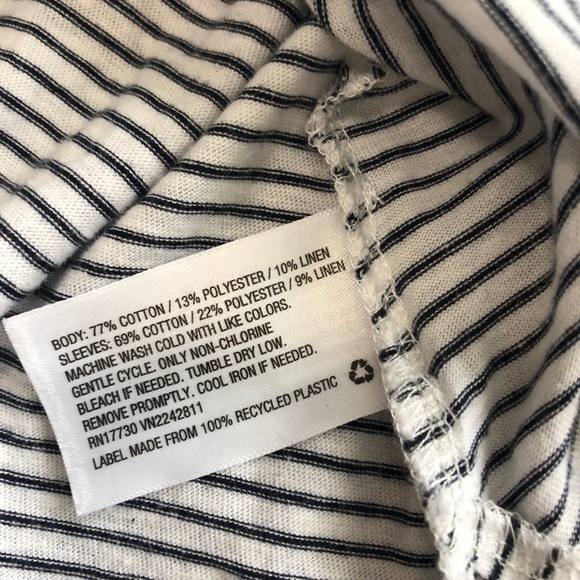 BODY: 77% COTTON / 13% POLYESTER / 10% LINEN
SLEEVES: 69% COTTON / 22% POLYESTER / 9% LINEN
MACHINE WASH COLD WITH LIKE COLORS.
GENTLE CYCLE. ONLY NON-CHLORINE
BLEACH IF NEEDED. TUMBLE DRY LOW.
REMOVE PROMPTLY. COOL IRON IF NEEDED.
RN17730 VN2242811
LABEL MADE FROM 100% RECYCLED PLASTIC